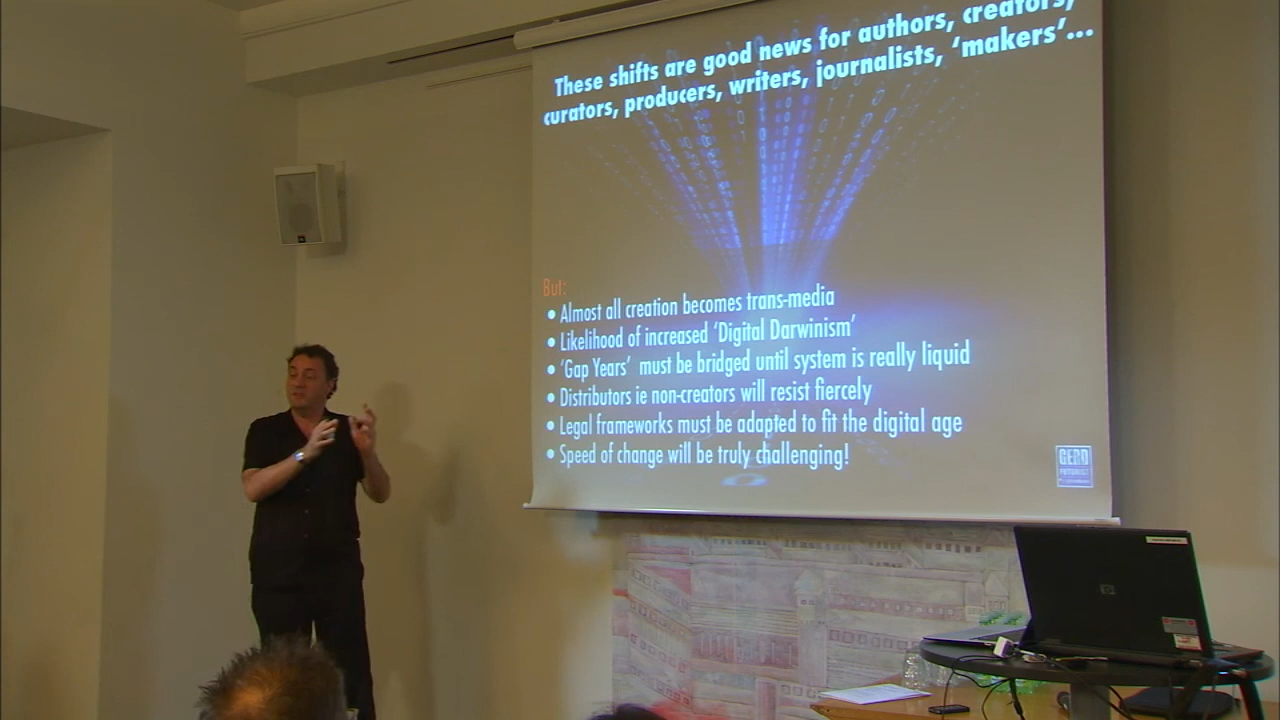 These shifts are good news for authors, creators,
curators, producers, writers, journalists, ‘makers’...
But:
• Almost all creation becomes trans-media
• Likelihood of increased ‘Digital Darwinism’
• ‘Gap Years’ must be bridged until system is really liquid
• Distributors ie non-creators will resist fiercely
• Legal frameworks must be adapted to fit the digital age
• Speed of change will be truly challenging!
GERD
FUTURIST
hp